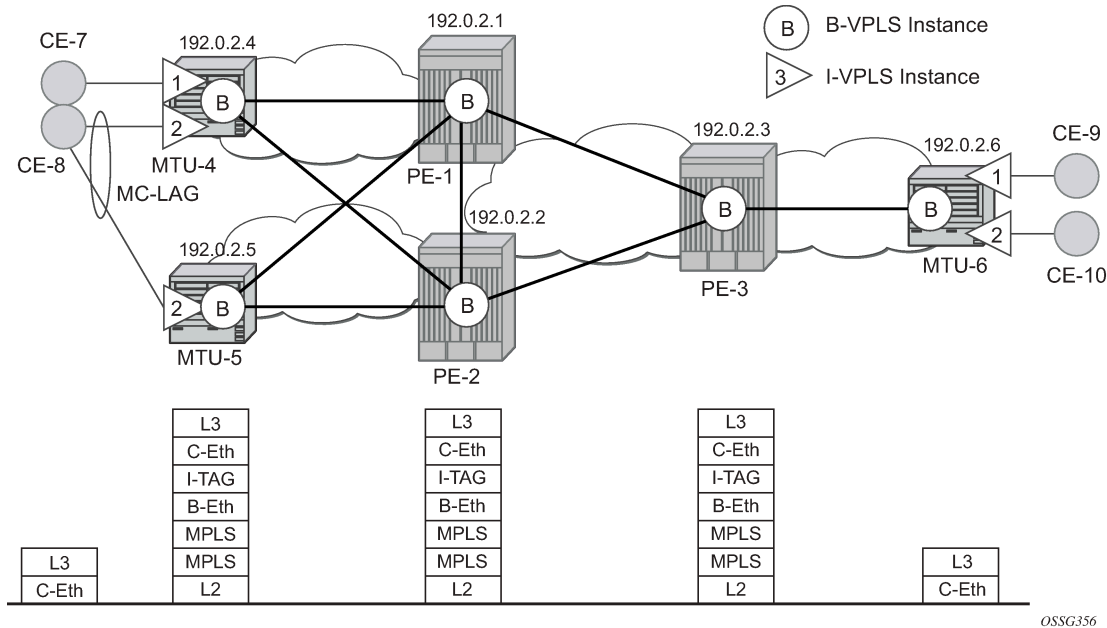 192.0.2.1
B
B-VPLS Instance
CE-7
192.0.2.4
3
I-VPLS Instance
1
B
B
2
CE-8
MTU-4
MC-LAG
PE-1
192.0.2.3
192.0.2.6
CE-9
1
B
B
2
MTU-6
CE-10
PE-3
192.0.2.2
192.0.2.5
2
B
B
MTU-5
PE-2
L3
C-Eth
L3
C-Eth
I-TAG
B-Eth
MPLS
MPLS
L2
L3
C-Eth
I-TAG
B-Eth
MPLS
MPLS
L2
L3
C-Eth
I-TAG
B-Eth
MPLS
MPLS
L2
L3
C-Eth
OSSG356